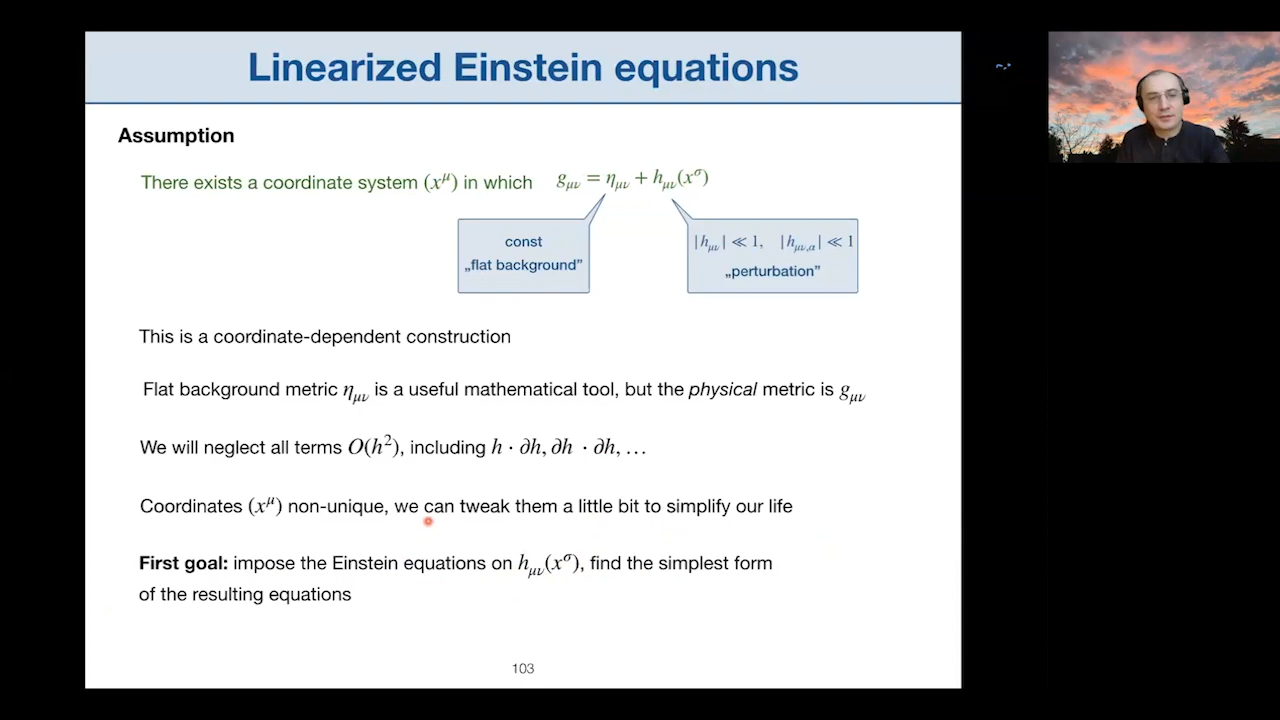 Linearized Einstein equations
Assumption
There exists a coordinate system (x^μ) in which g_μν = η_μν + h_μν(x^σ)
const
„flat background”
|h_μν| ≪ 1, |h_μν,α| ≪ 1
„perturbation”
This is a coordinate-dependent construction
Flat background metric η_μν is a useful mathematical tool, but the physical metric is g_μν
We will neglect all terms O(h²), including h · ∂h, ∂h · ∂h, …
Coordinates (x^μ) non-unique, we can tweak them a little bit to simplify our life
First goal: impose the Einstein equations on h_μν(x^σ), find the simplest form
of the resulting equations
103